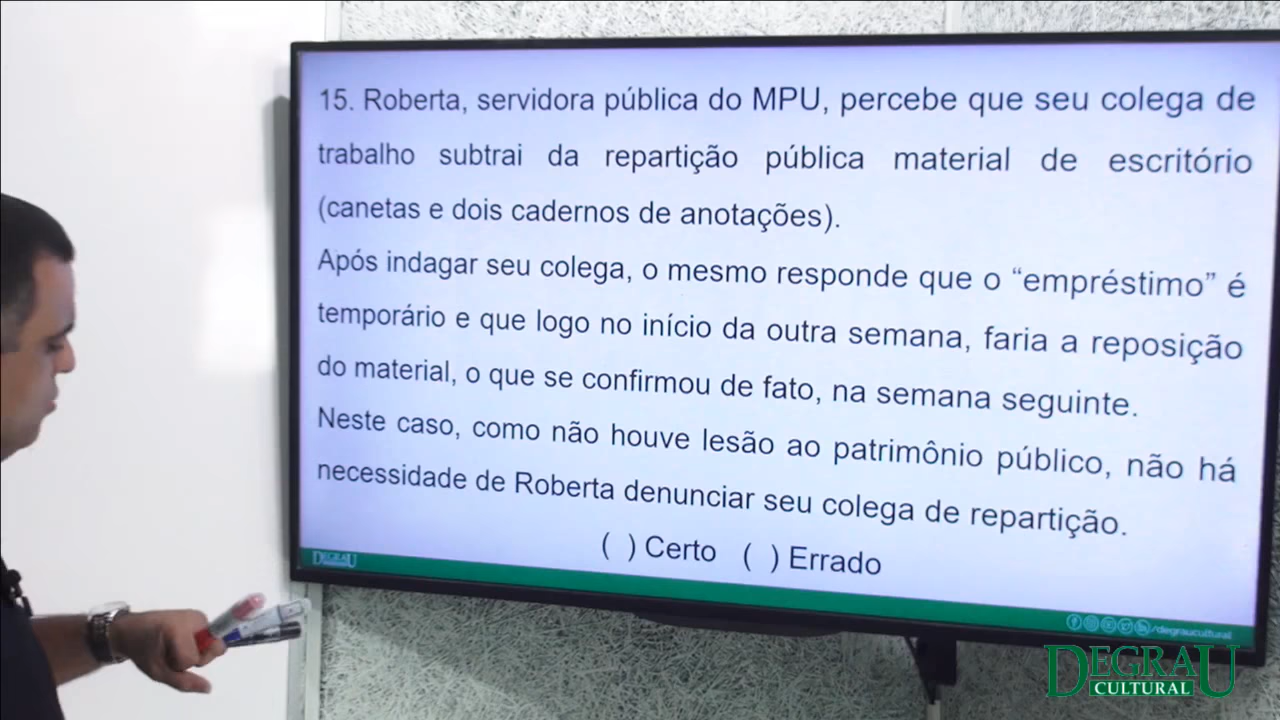 15. Roberta, servidora pública do MPU, percebe que seu colega de
trabalho subtrai da repartição pública material de escritório
(canetas e dois cadernos de anotações).
Após indagar seu colega, o mesmo responde que o “empréstimo” é
temporário e que logo no início da outra semana, faria a reposição
do material, o que se confirmou de fato, na semana seguinte.
Neste caso, como não houve lesão ao patrimônio público, não há
necessidade de Roberta denunciar seu colega de repartição.
( ) Certo ( ) Errado
DEGRAU
/degraucultural
DEGRAU
CULTURAL